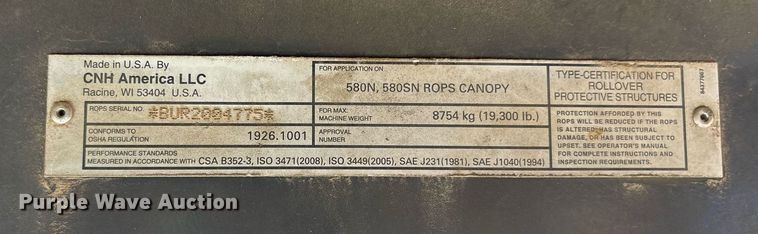 Made in U.S.A. By
CNH America LLC
Racine, WI 53404 U.S.A.
FOR APPLICATION ON
580N, 580SN ROPS CANOPY
TYPE-CERTIFICATION FOR
ROLLOVER
PROTECTIVE STRUCTURES
ROPS SERIAL NO.
*BUR2004775*
FOR MAX:
MACHINE WEIGHT
8754 kg (19,300 lb.)
CONFORMS TO
OSHA REGULATION
1926.1001
APPROVAL
NUMBER
PERFORMANCE STANDARDS
MEASURED IN ACCORDANCE WITH CSA B352-3, ISO 3471(2008), ISO 3449(2005), SAE J231(1981), SAE J1040(1994)
PROTECTION AFFORDED BY THIS
ROPS WILL BE REDUCED IF THE ROPS
IS ALTERED, HAS STRUCTURAL
DAMAGE, OR HAS BEEN SUBJECT TO
UPSET. SEE OPERATOR'S MANUAL
FOR COMPLETE INSTRUCTIONS AND
INSPECTION REQUIREMENTS.
Purple Wave Auction